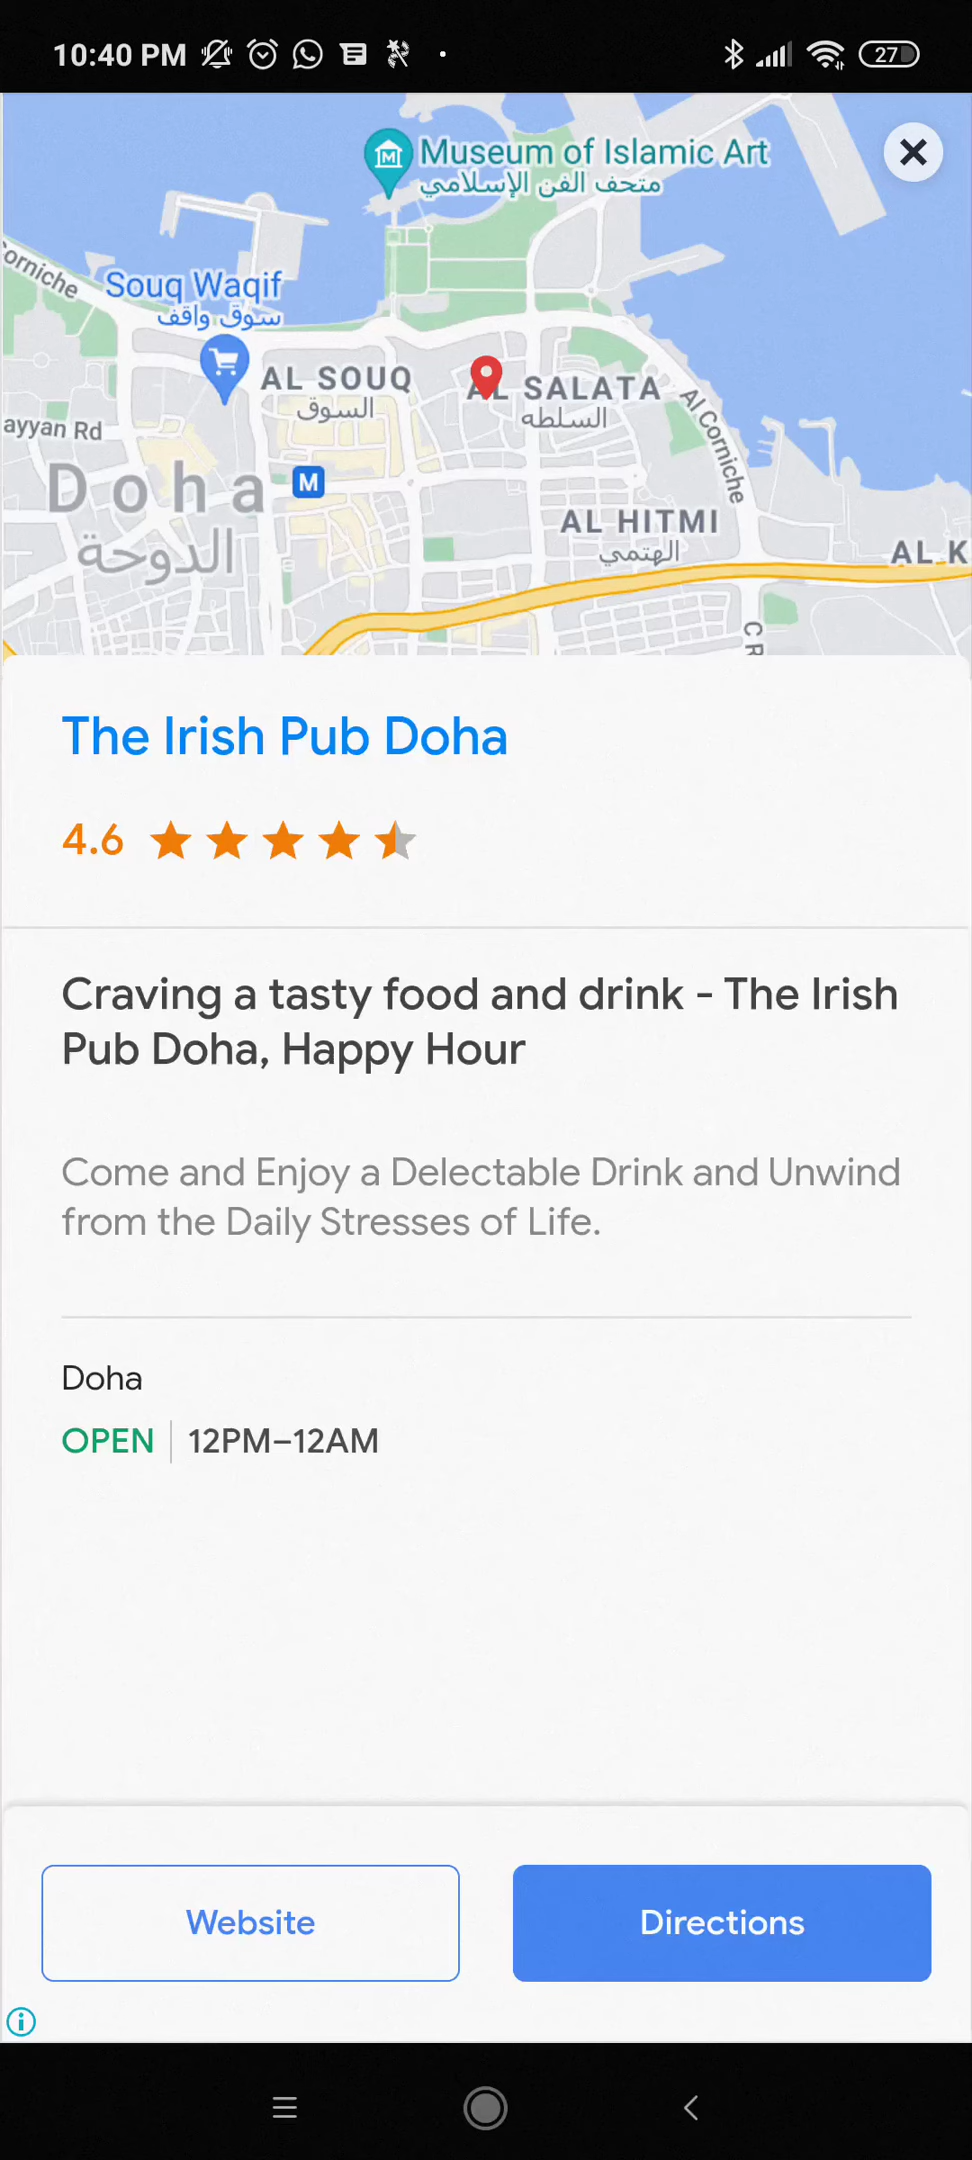 10:40 PM
27
Museum of Islamic Art
متحف الفن الإسلامي
Corniche
Souq Waqif
سوق واقف
AL SOUQ
السوق
AL SALATA
السلطه
Al Corniche
ayyan Rd
Doha
الدوحة
M
AL HITMI
الهتمي
AL K
C R
The Irish Pub Doha
4.6
Craving a tasty food and drink - The Irish
Pub Doha, Happy Hour
Come and Enjoy a Delectable Drink and Unwind
from the Daily Stresses of Life.
Doha
OPEN | 12PM–12AM
Website
Directions